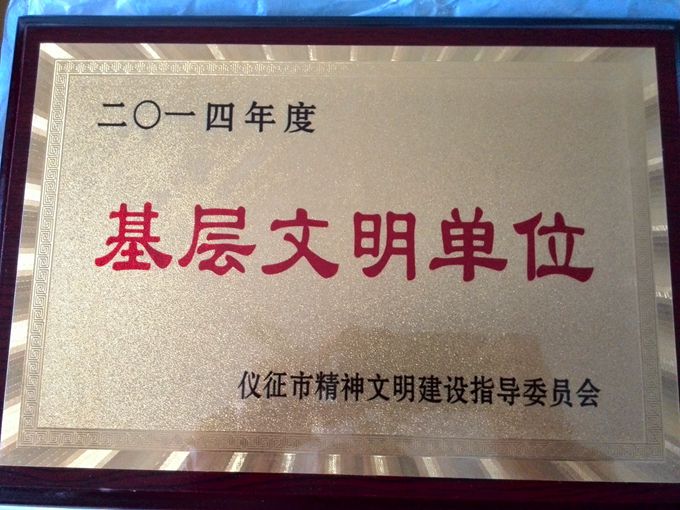 二〇一四年度
基层文明单位
仪征市精神文明建设指导委员会